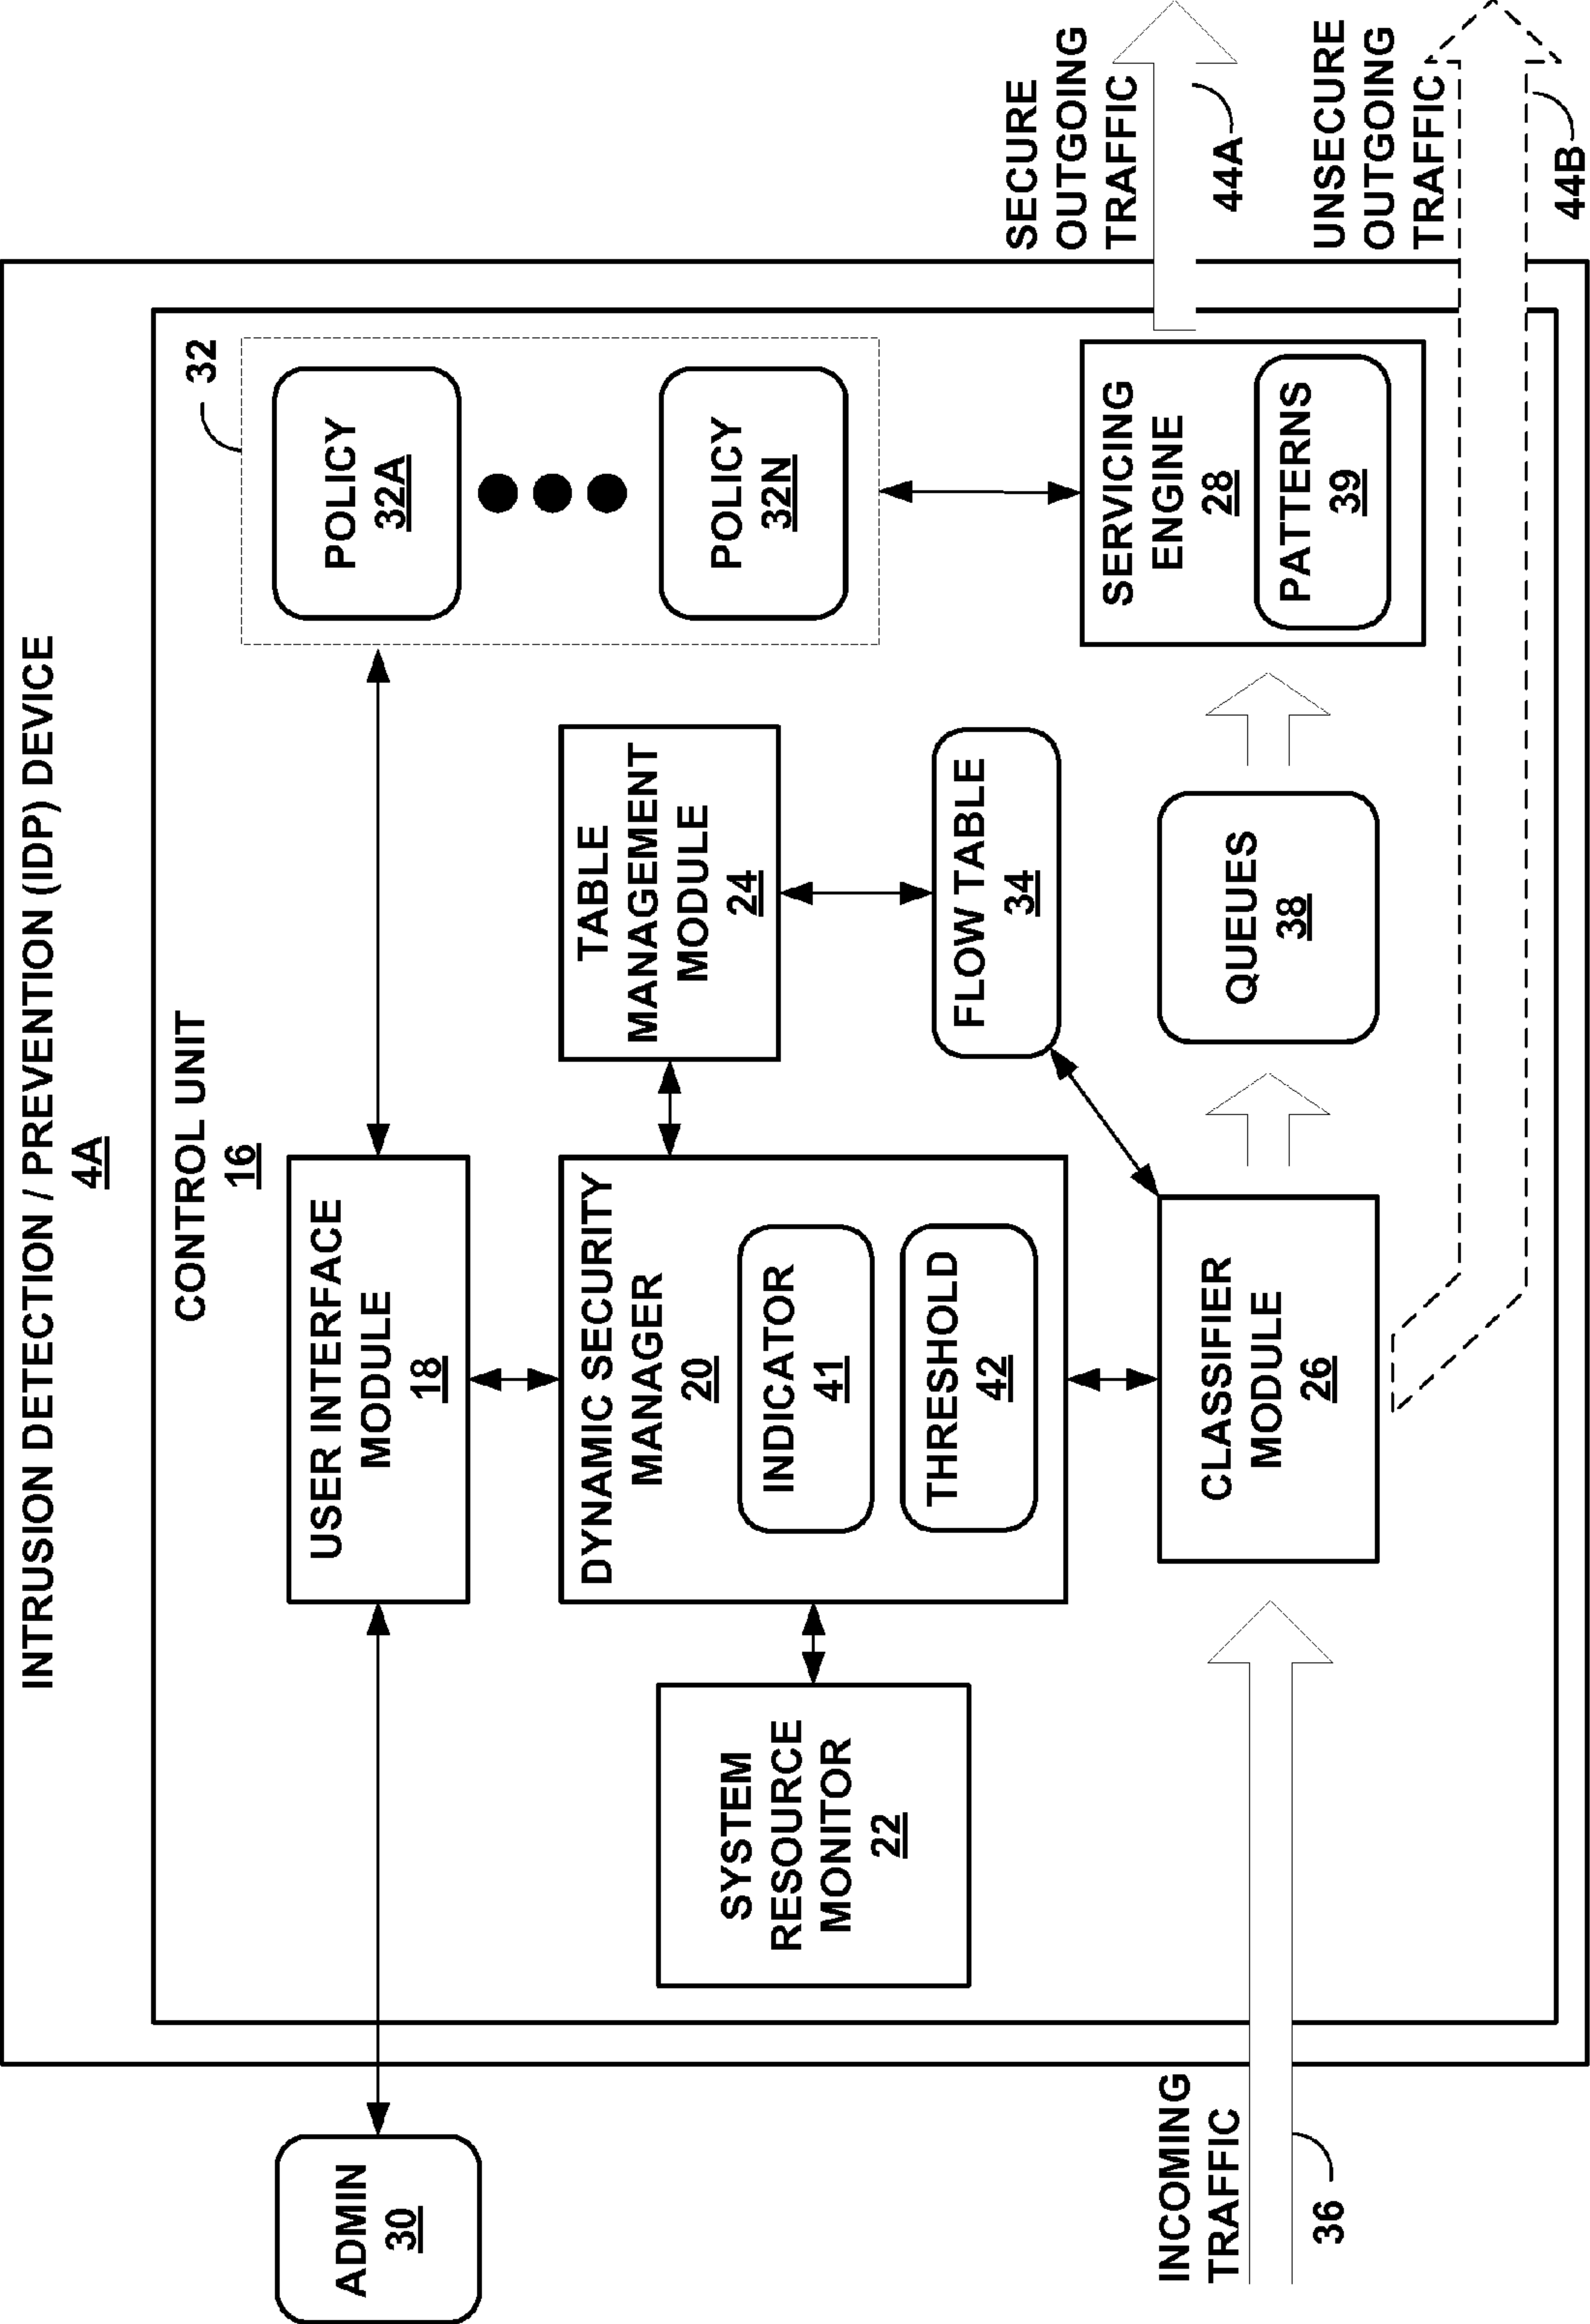 INTRUSION DETECTION / PREVENTION (IDP) DEVICE
4A
CONTROL UNIT
16
ADMIN
30
USER INTERFACE
MODULE
18
32
POLICY
32A
POLICY
32N
SYSTEM
RESOURCE
MONITOR
22
DYNAMIC SECURITY
MANAGER
20
INDICATOR
41
THRESHOLD
42
TABLE
MANAGEMENT
MODULE
24
FLOW TABLE
34
INCOMING
TRAFFIC
36
CLASSIFIER
MODULE
26
QUEUES
38
SERVICING
ENGINE
28
PATTERNS
39
SECURE
OUTGOING
TRAFFIC
44A
UNSECURE
OUTGOING
TRAFFIC
44B